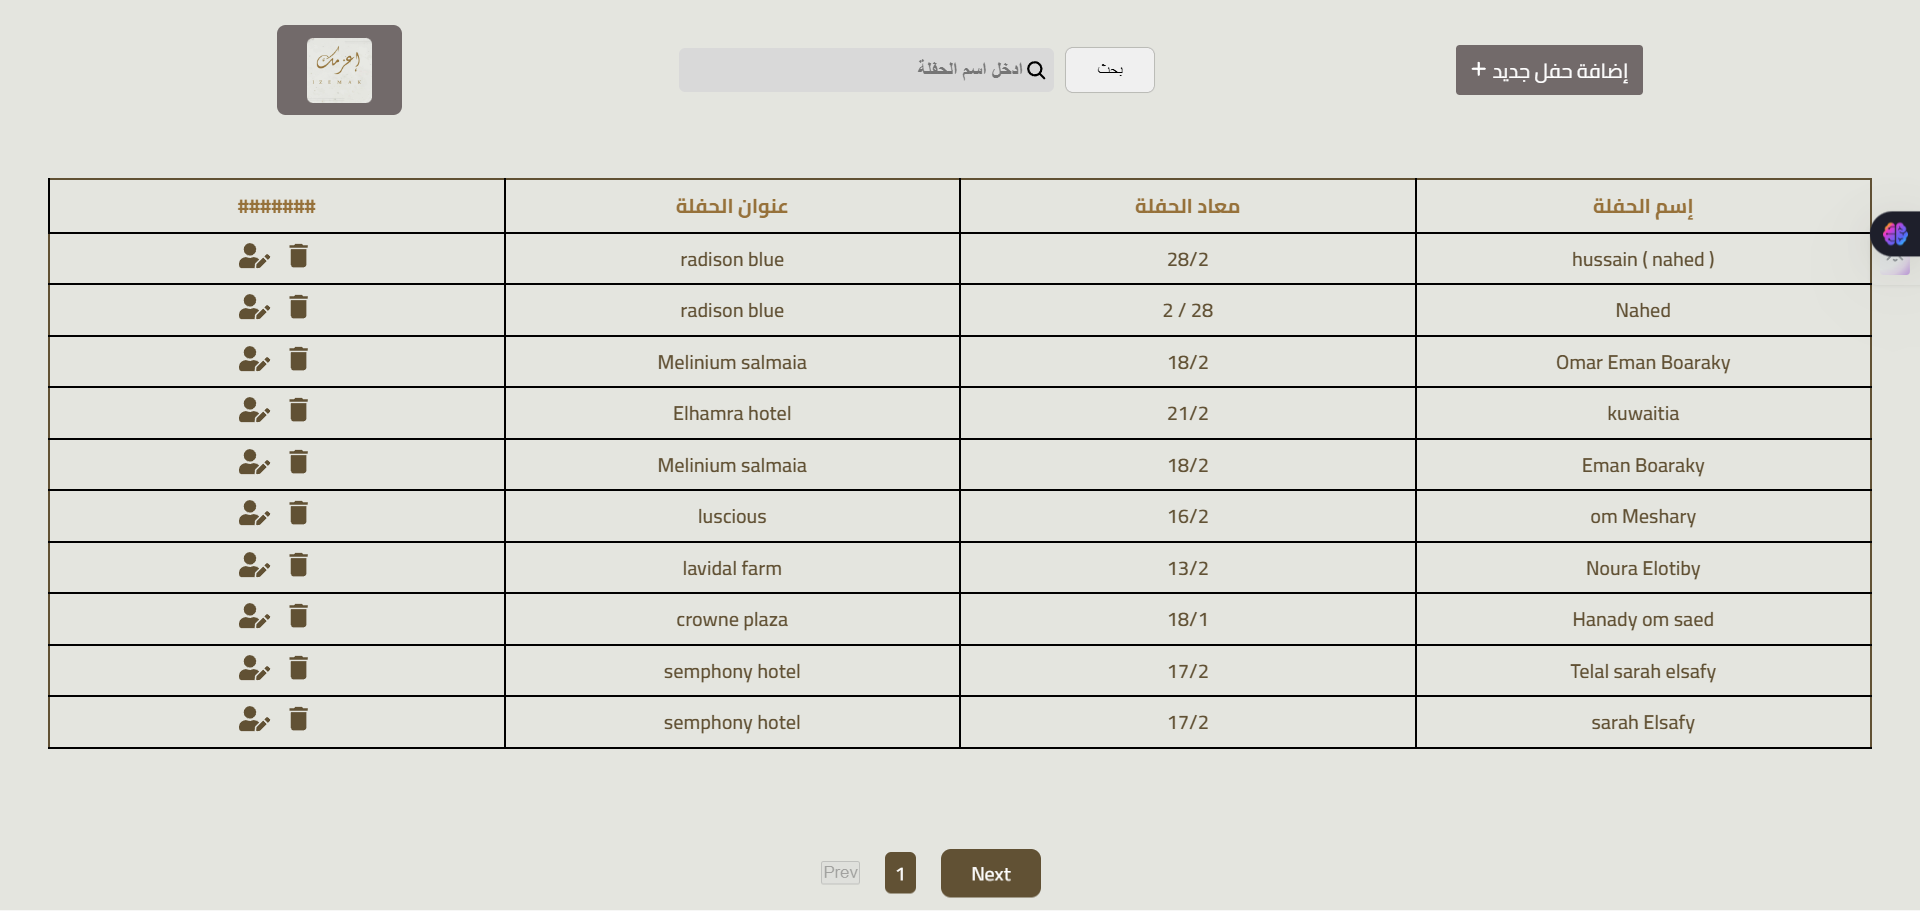 إضافة حفل جديد +
بحث
ادخل اسم الحفلة
اعزمك
IZEMAK
إسم الحفلة معاد الحفلة عنوان الحفلة #######
hussain ( nahed ) 28/2 radison blue
Nahed 2 / 28 radison blue
Omar Eman Boaraky 18/2 Melinium salmaia
kuwaitia 21/2 Elhamra hotel
Eman Boaraky 18/2 Melinium salmaia
om Meshary 16/2 luscious
Noura Elotiby 13/2 lavidal farm
Hanady om saed 18/1 crowne plaza
Telal sarah elsafy 17/2 semphony hotel
sarah Elsafy 17/2 semphony hotel
Prev 1 Next